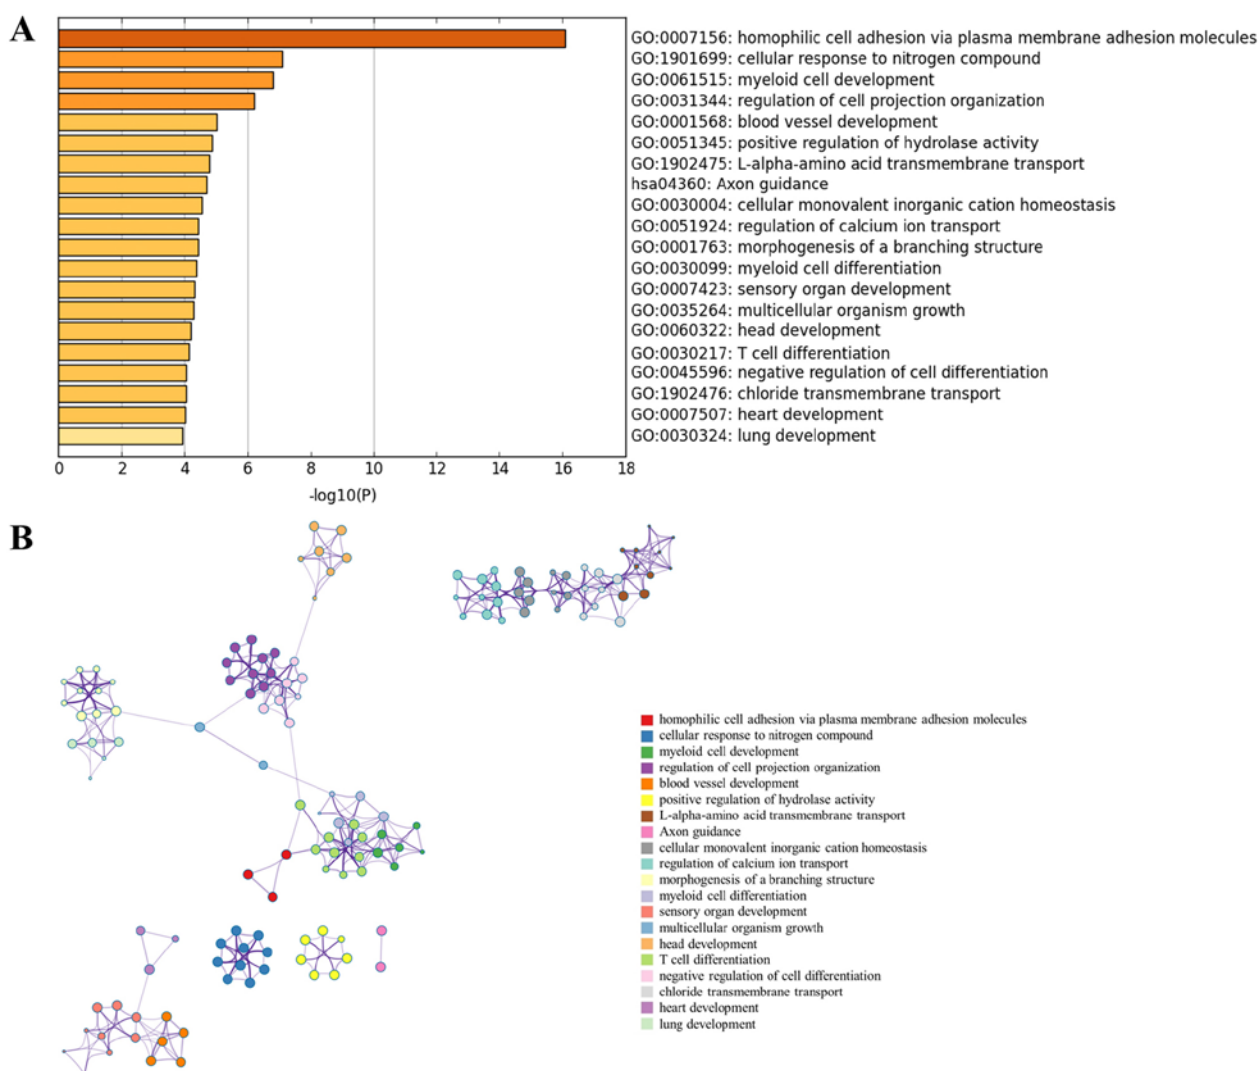 A
GO:0007156: homophilic cell adhesion via plasma membrane adhesion molecules
GO:1901699: cellular response to nitrogen compound
GO:0061515: myeloid cell development
GO:0031344: regulation of cell projection organization
GO:0001568: blood vessel development
GO:0051345: positive regulation of hydrolase activity
GO:1902475: L-alpha-amino acid transmembrane transport
hsa04360: Axon guidance
GO:0030004: cellular monovalent inorganic cation homeostasis
GO:0051924: regulation of calcium ion transport
GO:0001763: morphogenesis of a branching structure
GO:0030099: myeloid cell differentiation
GO:0007423: sensory organ development
GO:0035264: multicellular organism growth
GO:0060322: head development
GO:0030217: T cell differentiation
GO:0045596: negative regulation of cell differentiation
GO:1902476: chloride transmembrane transport
GO:0007507: heart development
GO:0030324: lung development
0 2 4 6 8 10 12 14 16 18
-log10(P)
B
homophilic cell adhesion via plasma membrane adhesion molecules
cellular response to nitrogen compound
myeloid cell development
regulation of cell projection organization
blood vessel development
positive regulation of hydrolase activity
L-alpha-amino acid transmembrane transport
Axon guidance
cellular monovalent inorganic cation homeostasis
regulation of calcium ion transport
morphogenesis of a branching structure
myeloid cell differentiation
sensory organ development
multicellular organism growth
head development
T cell differentiation
negative regulation of cell differentiation
chloride transmembrane transport
heart development
lung development